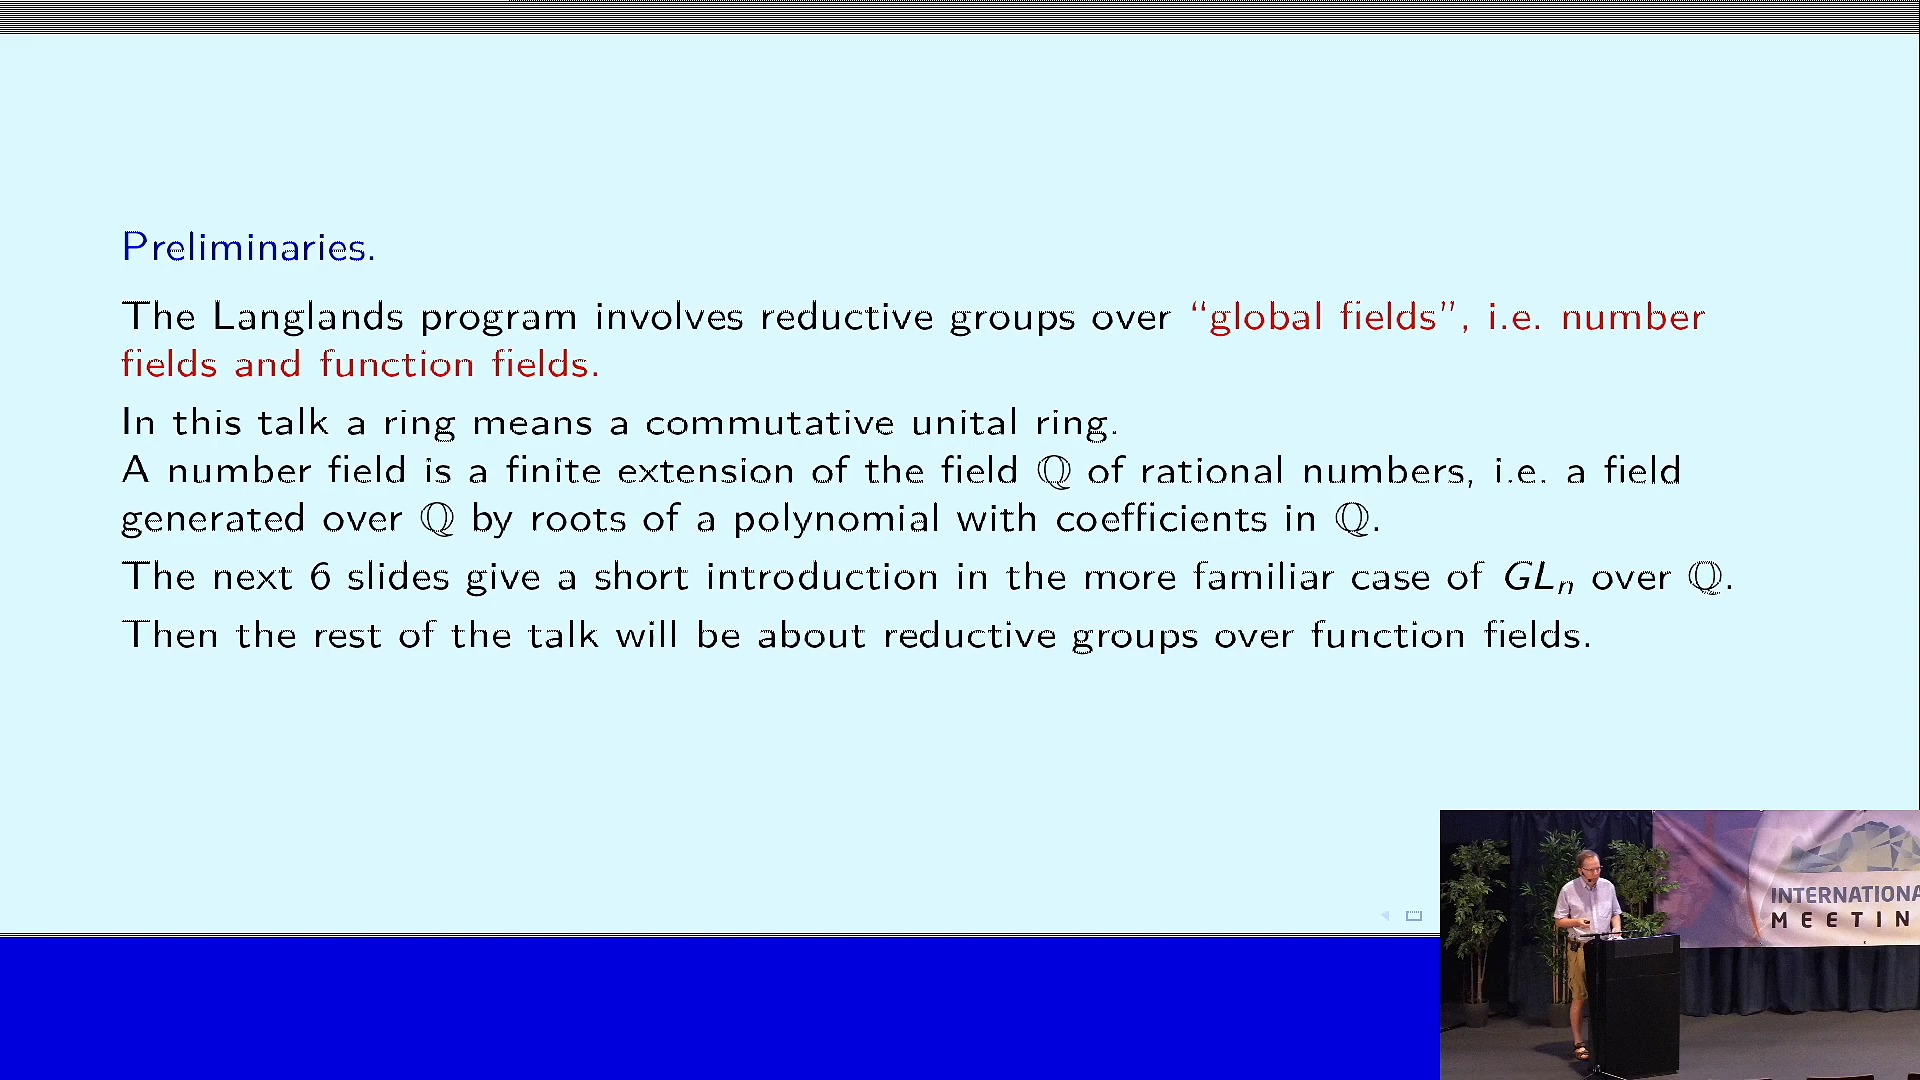 Preliminaries.
The Langlands program involves reductive groups over “global fields”, i.e. number
fields and function fields.
In this talk a ring means a commutative unital ring.
A number field is a finite extension of the field ℚ of rational numbers, i.e. a field
generated over ℚ by roots of a polynomial with coefficients in ℚ.
The next 6 slides give a short introduction in the more familiar case of GLₙ over ℚ.
Then the rest of the talk will be about reductive groups over function fields.
INTERNATIONA
MEETIN